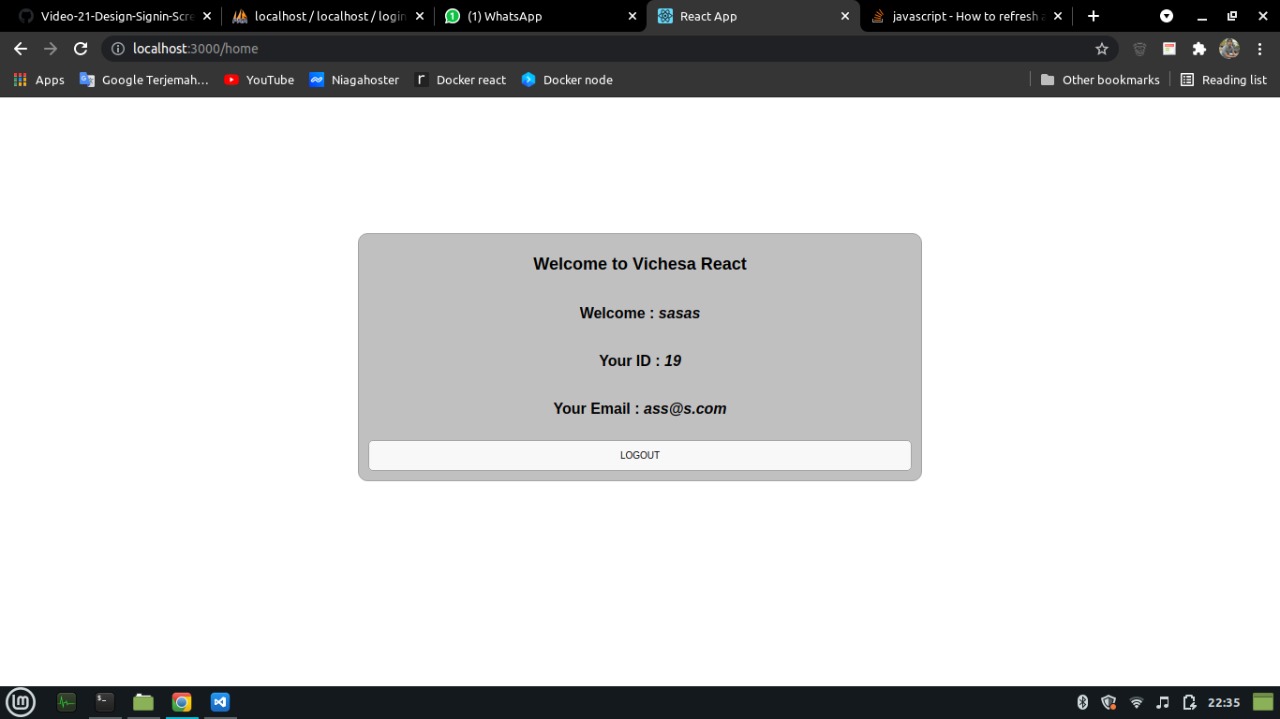 Video-21-Design-Signin-Scre
localhost / localhost / login
(1) WhatsApp
React App
javascript - How to refresh a
localhost:3000/home
Apps
Google Terjemah...
YouTube
Niagahoster
Docker react
Docker node
Other bookmarks
Reading list
Welcome to Vichesa React
Welcome : sasas
Your ID : 19
Your Email : ass@s.com
LOGOUT
22:35